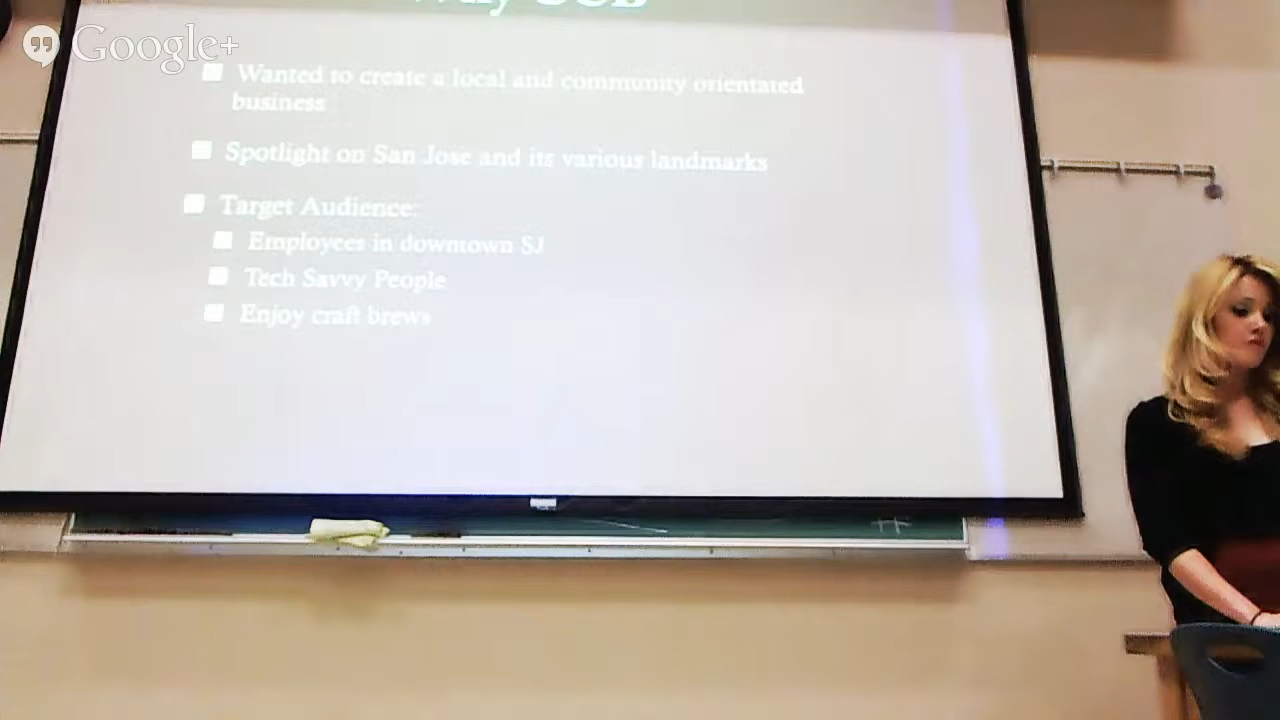 Google+
Wanted to create a local and community orientated
business
Spotlight on San Jose and its various landmarks
Target Audience:
Employees in downtown SJ
Tech Savvy People
Enjoy craft brews